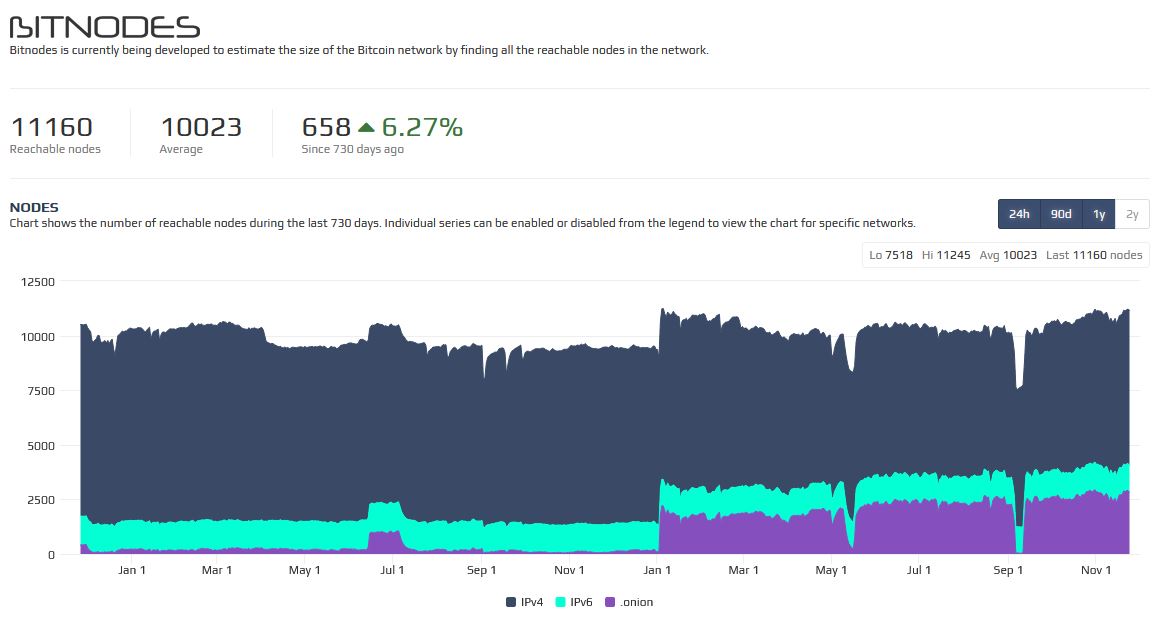 BITNODES
Bitnodes is currently being developed to estimate the size of the Bitcoin network by finding all the reachable nodes in the network.
11160 10023 658 6.27%
Reachable nodes Average Since 730 days ago
NODES
Chart shows the number of reachable nodes during the last 730 days. Individual series can be enabled or disabled from the legend to view the chart for specific networks.
24h 90d 1y 2y
Lo 7518 Hi 11245 Avg 10023 Last 11160 nodes
12500
10000
7500
5000
2500
0
Jan 1 Mar 1 May 1 Jul 1 Sep 1 Nov 1 Jan 1 Mar 1 May 1 Jul 1 Sep 1 Nov 1
IPv4 IPv6 .onion